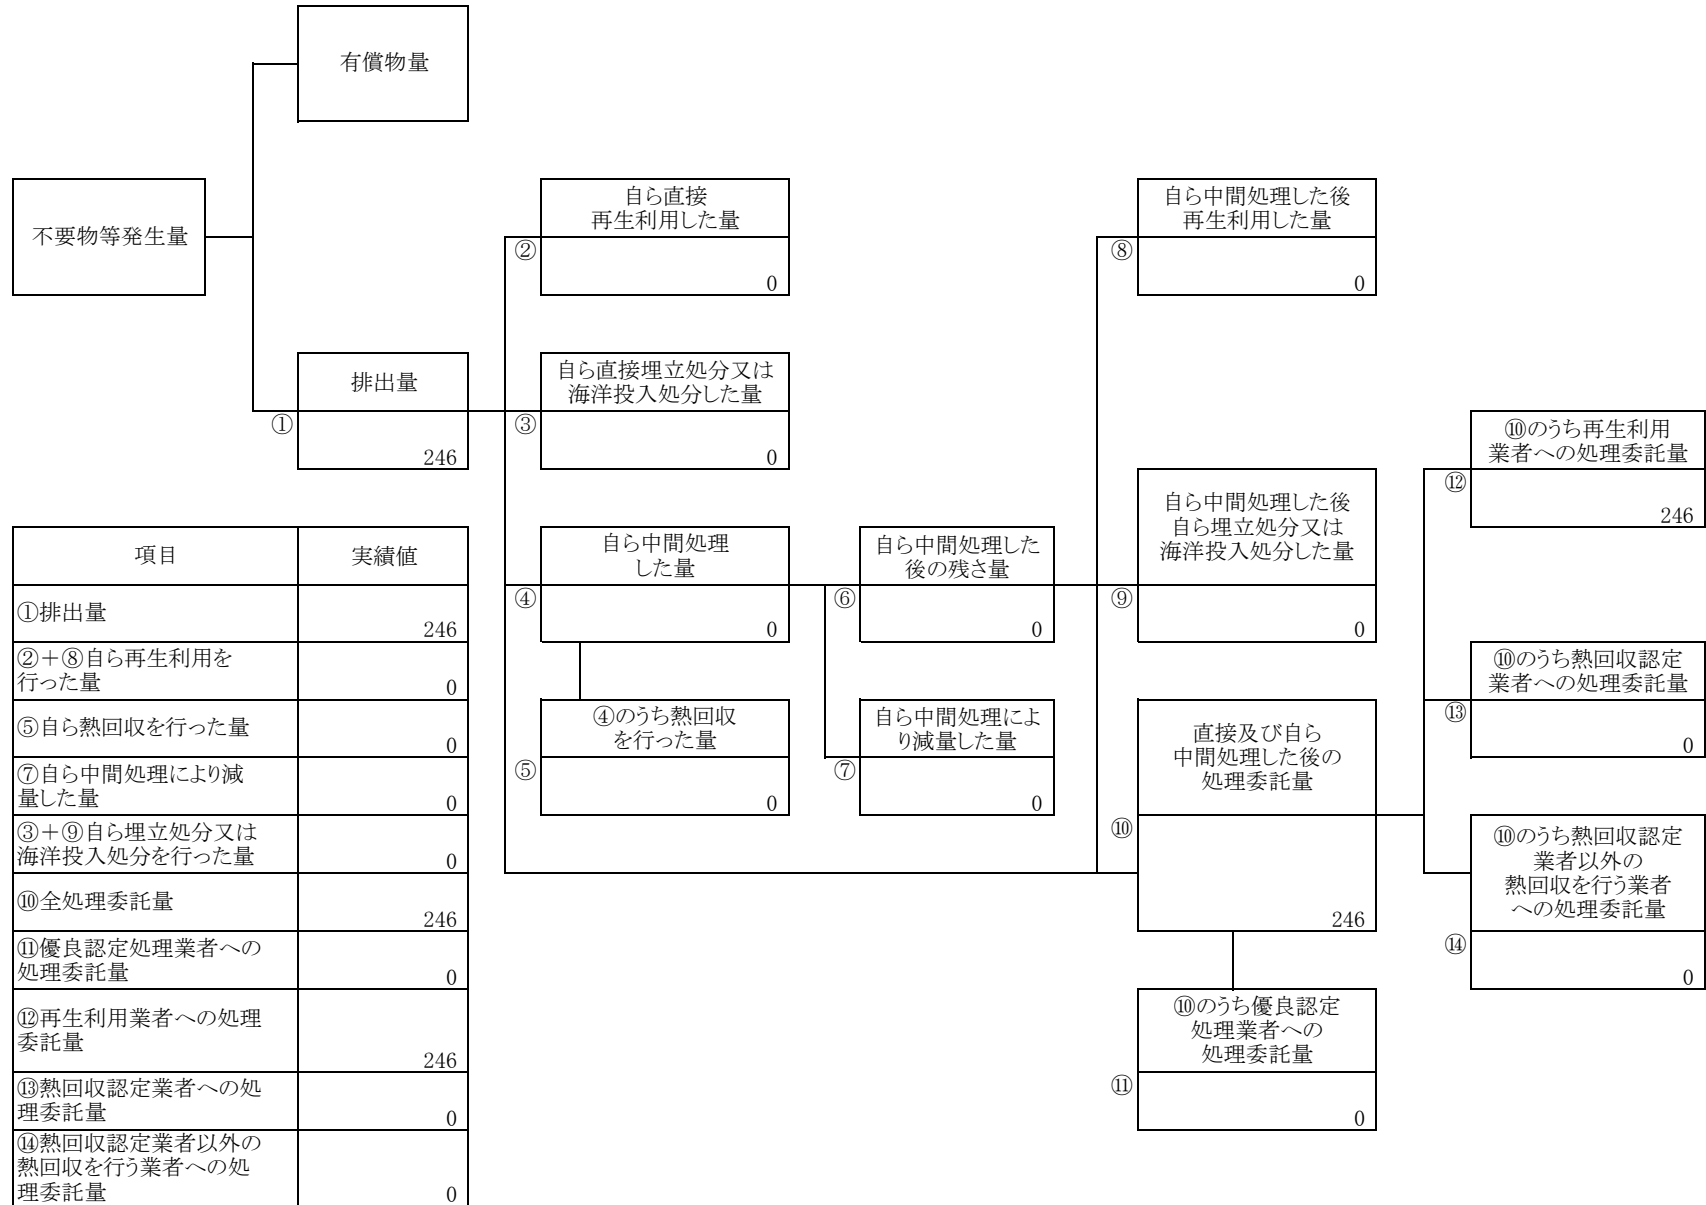 有償物量
不要物等発生量
自ら直接
再生利用した量
②
0
自ら中間処理した後
再生利用した量
⑧
0
排出量
①
246
自ら直接埋立処分又は
海洋投入処分した量
③
0
⑩のうち再生利用
業者への処理委託量
⑫
246
自ら中間処理
した量
④
0
自ら中間処理した
後の残さ量
⑥
0
自ら中間処理した後
自ら埋立処分又は
海洋投入処分した量
⑨
0
⑩のうち熱回収認定
業者への処理委託量
⑬
0
④のうち熱回収
を行った量
⑤
0
自ら中間処理によ
り減量した量
⑦
0
直接及び自ら
中間処理した後の
処理委託量
⑩
246
⑩のうち熱回収認定
業者以外の
熱回収を行う業者
への処理委託量
⑭
0
⑩のうち優良認定
処理業者への
処理委託量
⑪
0
項目 実績値
①排出量
246
②＋⑧自ら再生利用を
行った量
0
⑤自ら熱回収を行った量
0
⑦自ら中間処理により減
量した量
0
③＋⑨自ら埋立処分又は
海洋投入処分を行った量
0
⑩全処理委託量
246
⑪優良認定処理業者への
処理委託量
0
⑫再生利用業者への処理
委託量
246
⑬熱回収認定業者への処
理委託量
0
⑭熱回収認定業者以外の
熱回収を行う業者への処
理委託量
0